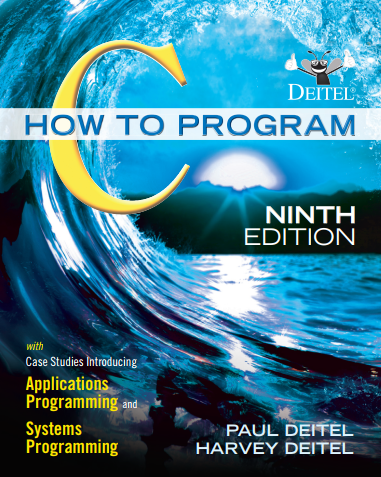 DEITEL®
C
HOW TO PROGRAM
NINTH
EDITION
with
Case Studies Introducing
Applications
Programming and
Systems
Programming
PAUL DEITEL
HARVEY DEITEL